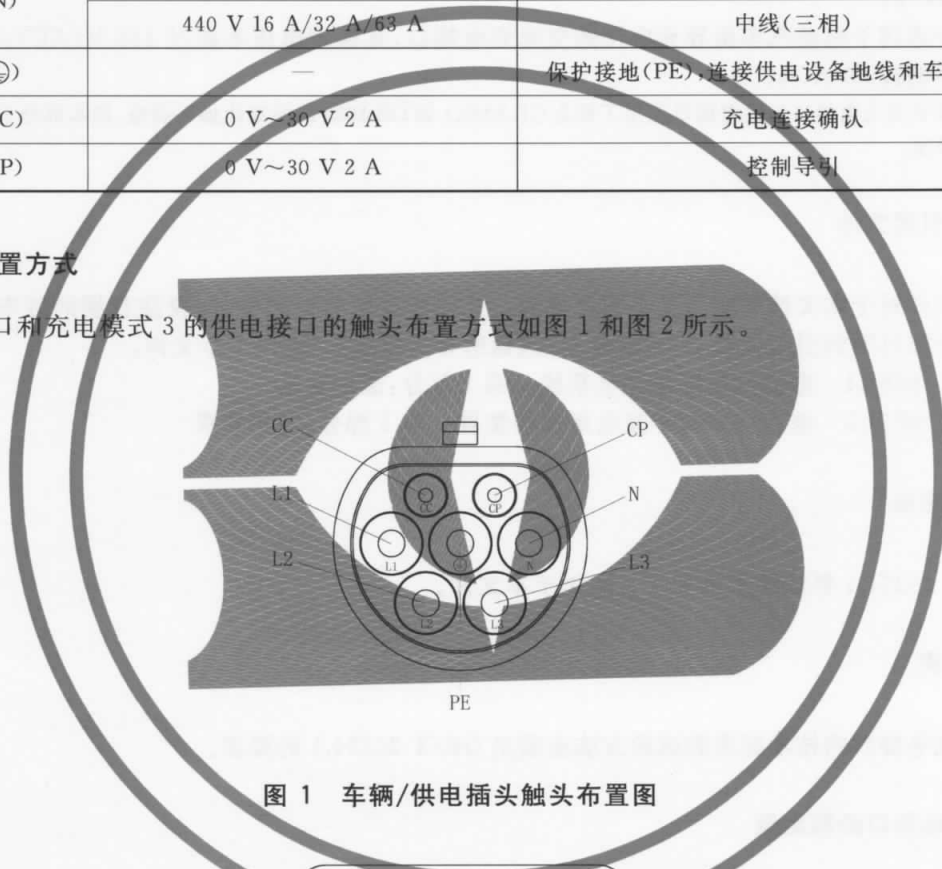 N)
440 V 16 A/32 A/63 A
中线(三相)
—
保护接地(PE),连接供电设备地线和车
C)
0 V~30 V 2 A
充电连接确认
P)
0 V~30 V 2 A
控制导引
置方式
口和充电模式 3 的供电接口的触头布置方式如图 1 和图 2 所示。
CC
CP
CC
CP
L1
N
L1
N
L2
L3
L2
L3
PE
图 1 车辆/供电插头触头布置图